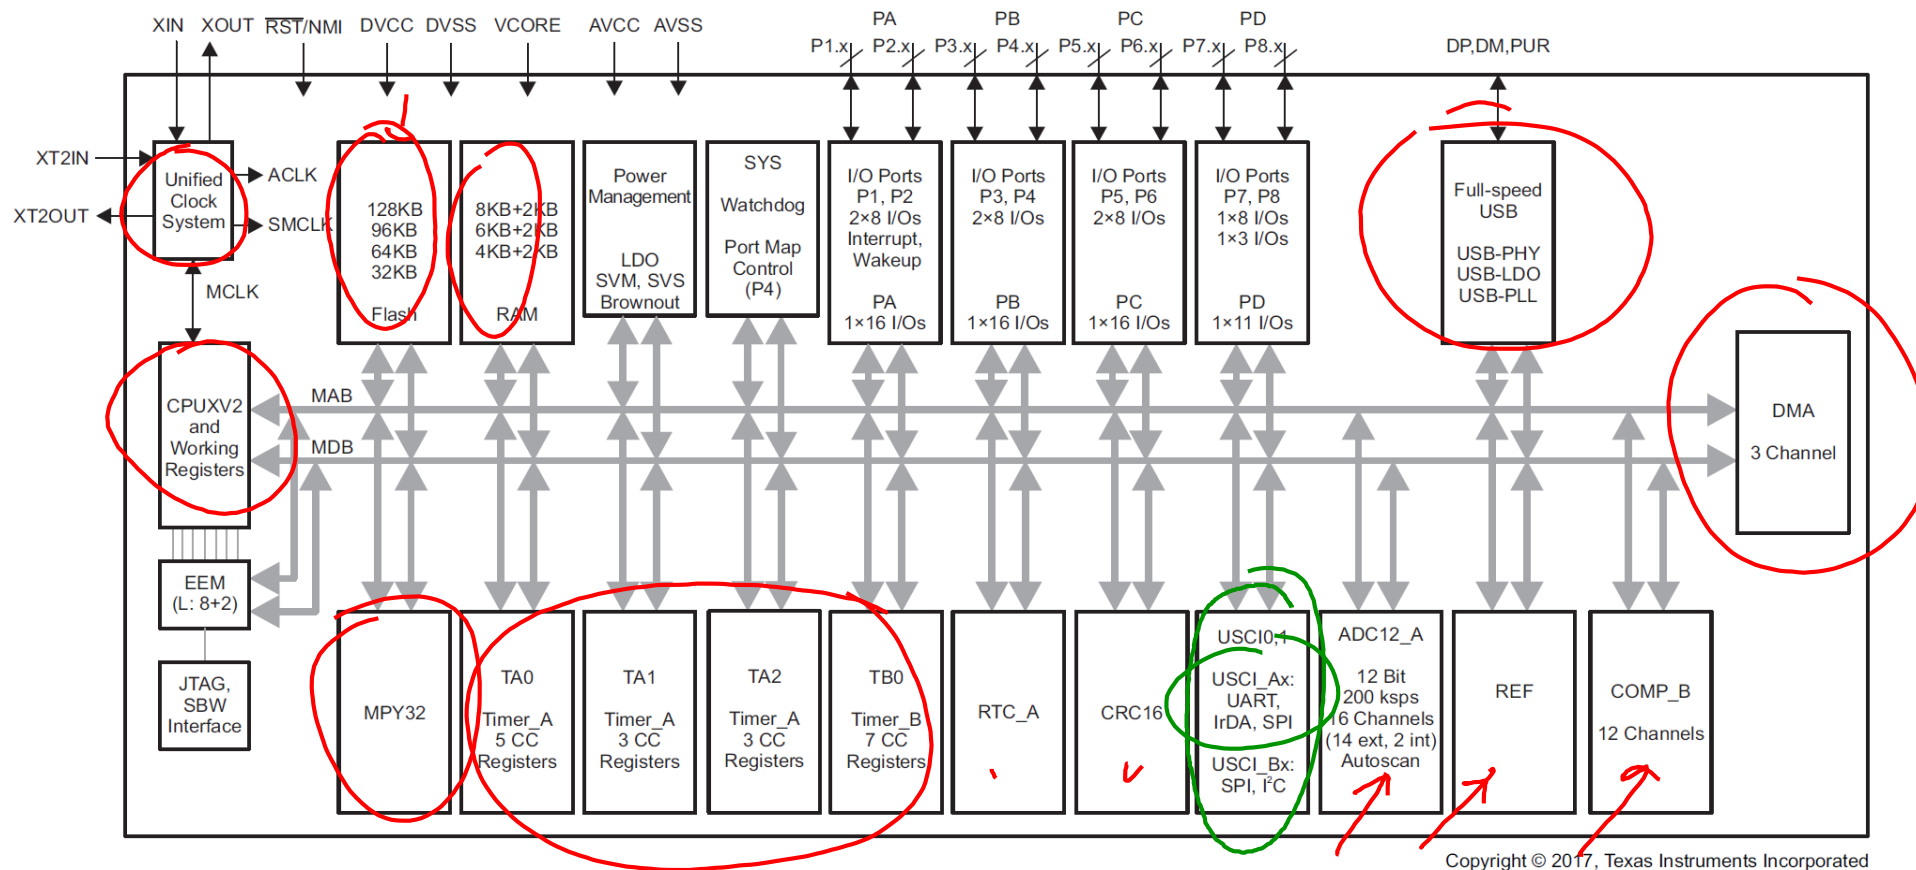 XIN XOUT RST/NMI DVCC DVSS VCORE AVCC AVSS
PA PB PC PD
P1.x P2.x P3.x P4.x P5.x P6.x P7.x P8.x
DP,DM,PUR
XT2IN
XT2OUT
Unified
Clock
System
ACLK
SMCLK
MCLK
128KB
96KB
64KB
32KB
Flash
8KB+2KB
6KB+2KB
4KB+2KB
RAM
Power
Management
LDO
SVM, SVS
Brownout
SYS
Watchdog
Port Map
Control
(P4)
I/O Ports
P1, P2
2×8 I/Os
Interrupt,
Wakeup
PA
1×16 I/Os
I/O Ports
P3, P4
2×8 I/Os
PB
1×16 I/Os
I/O Ports
P5, P6
2×8 I/Os
PC
1×16 I/Os
I/O Ports
P7, P8
1×8 I/Os
1×3 I/Os
PD
1×11 I/Os
Full-speed
USB
USB-PHY
USB-LDO
USB-PLL
CPUXV2
and
Working
Registers
MAB
MDB
DMA
3 Channel
EEM
(L: 8+2)
JTAG,
SBW
Interface
MPY32
TA0
Timer_A
5 CC
Registers
TA1
Timer_A
3 CC
Registers
TA2
Timer_A
3 CC
Registers
TB0
Timer_B
7 CC
Registers
RTC_A
CRC16
USCI0,1
USCI_Ax:
UART,
IrDA, SPI
USCI_Bx:
SPI, I²C
ADC12_A
12 Bit
200 ksps
16 Channels
(14 ext, 2 int)
Autoscan
REF
COMP_B
12 Channels
Copyright © 2017, Texas Instruments Incorporated